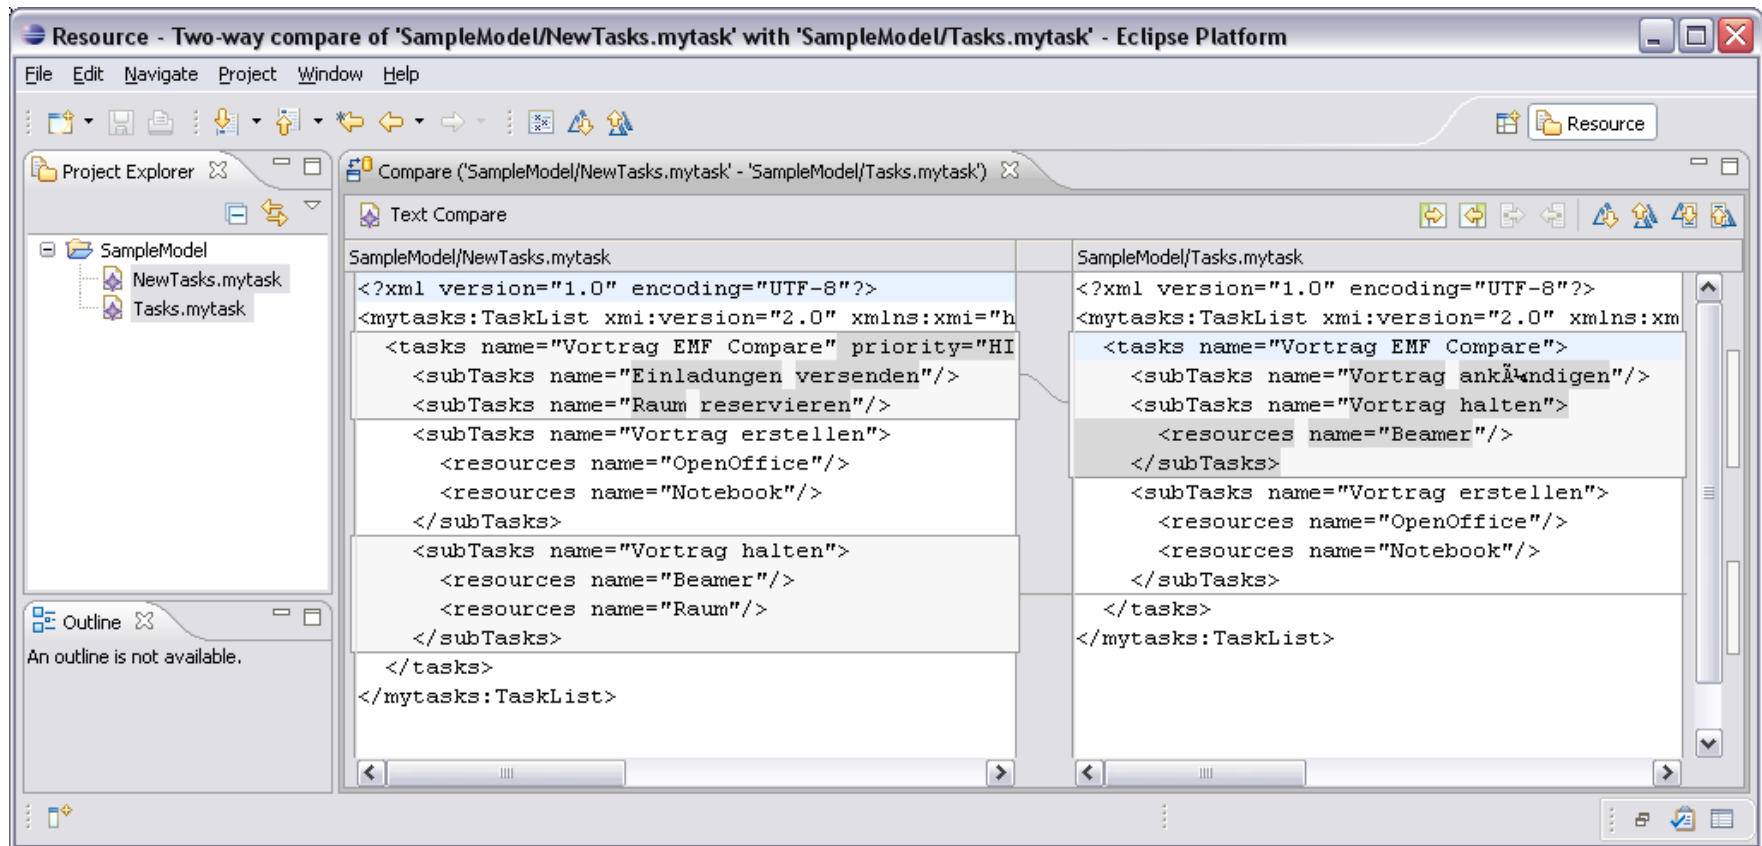 Resource - Two-way compare of 'SampleModel/NewTasks.mytask' with 'SampleModel/Tasks.mytask' - Eclipse Platform
File Edit Navigate Project Window Help
Resource
Project Explorer
SampleModel
NewTasks.mytask
Tasks.mytask
Outline
An outline is not available.
Compare ('SampleModel/NewTasks.mytask' - 'SampleModel/Tasks.mytask')
Text Compare
SampleModel/NewTasks.mytask
<?xml version="1.0" encoding="UTF-8"?>
<mytasks:TaskList xmi:version="2.0" xmlns:xmi="h
<tasks name="Vortrag EMF Compare" priority="HI
<subTasks name="Einladungen versenden"/>
<subTasks name="Raum reservieren"/>
<subTasks name="Vortrag erstellen">
<resources name="OpenOffice"/>
<resources name="Notebook"/>
</subTasks>
<subTasks name="Vortrag halten">
<resources name="Beamer"/>
<resources name="Raum"/>
</subTasks>
</tasks>
</mytasks:TaskList>
SampleModel/Tasks.mytask
<?xml version="1.0" encoding="UTF-8"?>
<mytasks:TaskList xmi:version="2.0" xmlns:xm
<tasks name="Vortrag EMF Compare">
<subTasks name="Vortrag ankÃ¼ndigen"/>
<subTasks name="Vortrag halten">
<resources name="Beamer"/>
</subTasks>
<subTasks name="Vortrag erstellen">
<resources name="OpenOffice"/>
<resources name="Notebook"/>
</subTasks>
</tasks>
</mytasks:TaskList>